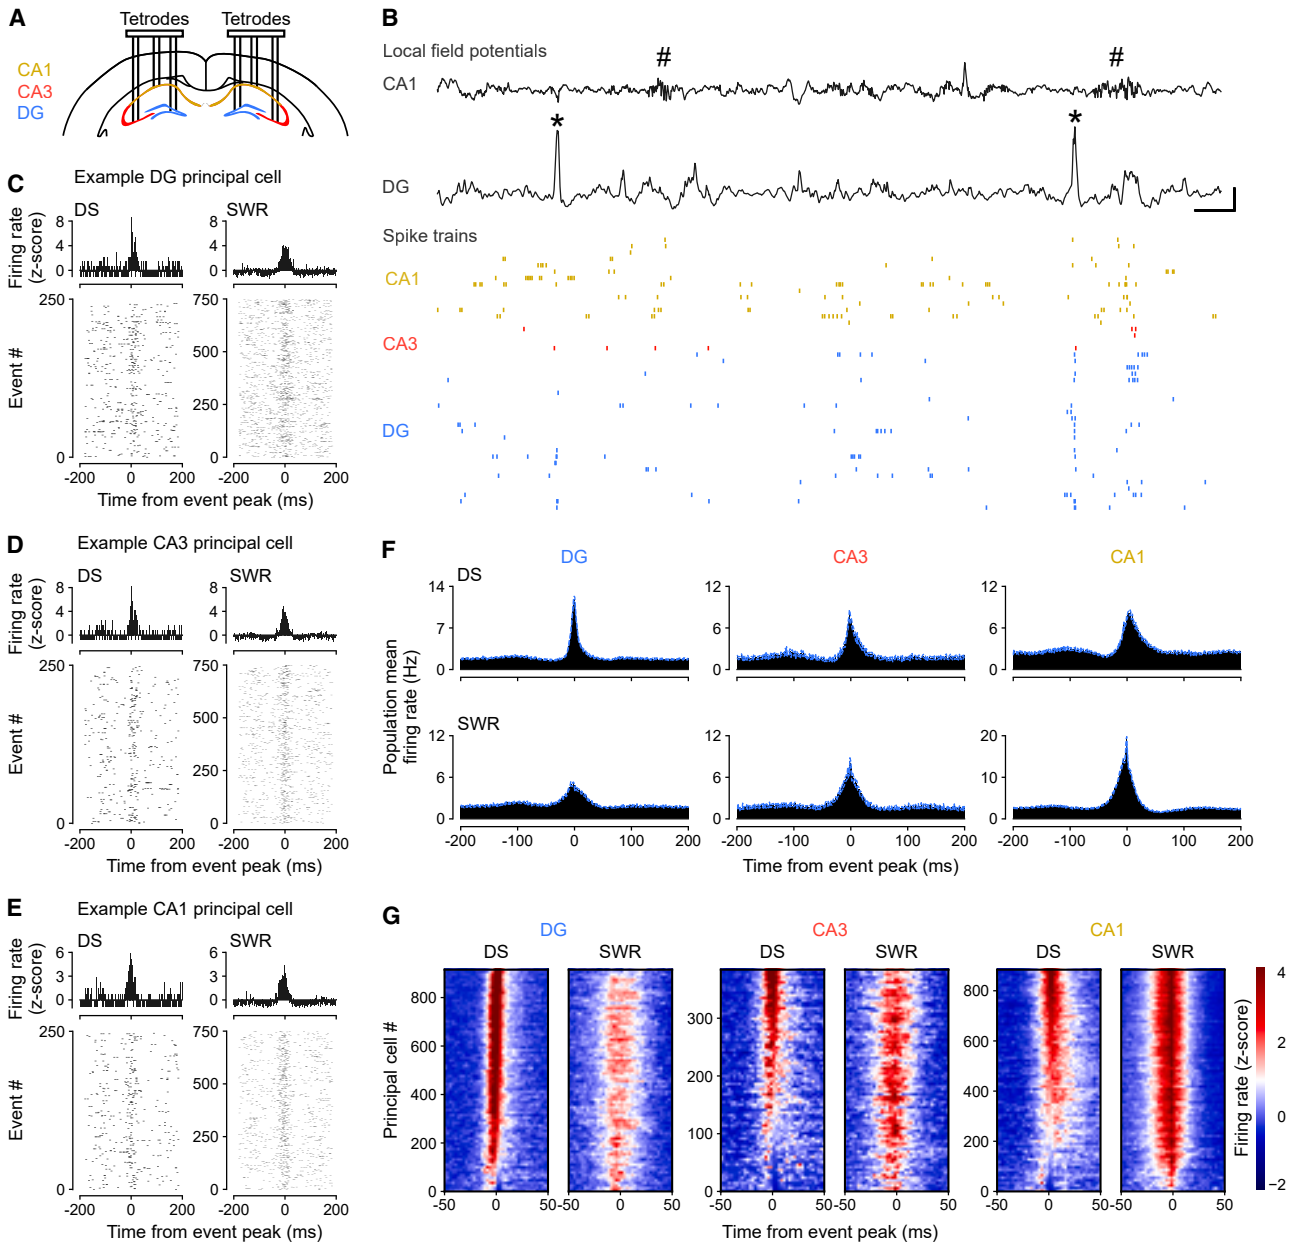 A
Tetrodes Tetrodes
CA1
CA3
DG
B
Local field potentials
#
#
CA1
*
*
DG
Spike trains
CA1
CA3
DG
C
Example DG principal cell
DS
SWR
Firing rate
(z-score)
8
4
0
8
4
0
-200 0 200
-200 0 200
Event #
250
0
750
500
250
0
-200 0 200
-200 0 200
Time from event peak (ms)
D
Example CA3 principal cell
DS
SWR
Firing rate
(z-score)
8
4
0
8
4
0
Event #
250
0
750
500
250
0
-200 0 200
-200 0 200
Time from event peak (ms)
E
Example CA1 principal cell
DS
SWR
Firing rate
(z-score)
6
3
0
6
3
0
Event #
250
0
750
500
250
0
-200 0 200
-200 0 200
Time from event peak (ms)
F
DG
CA3
CA1
DS
14
7
0
12
6
0
12
6
0
Population mean
firing rate (Hz)
SWR
12
6
0
12
6
0
20
10
0
-200 -100 0 100 200
-200 -100 0 100 200
-200 -100 0 100 200
Time from event peak (ms)
G
DG
CA3
CA1
DS SWR
DS SWR
DS SWR
Principal cell #
800
600
400
200
0
300
200
100
0
800
600
400
200
0
-50 0 50
-50 0 50
-50 0 50
-50 0 50
-50 0 50
-50 0 50
Time from event peak (ms)
Firing rate (z-score)
4
2
0
−2